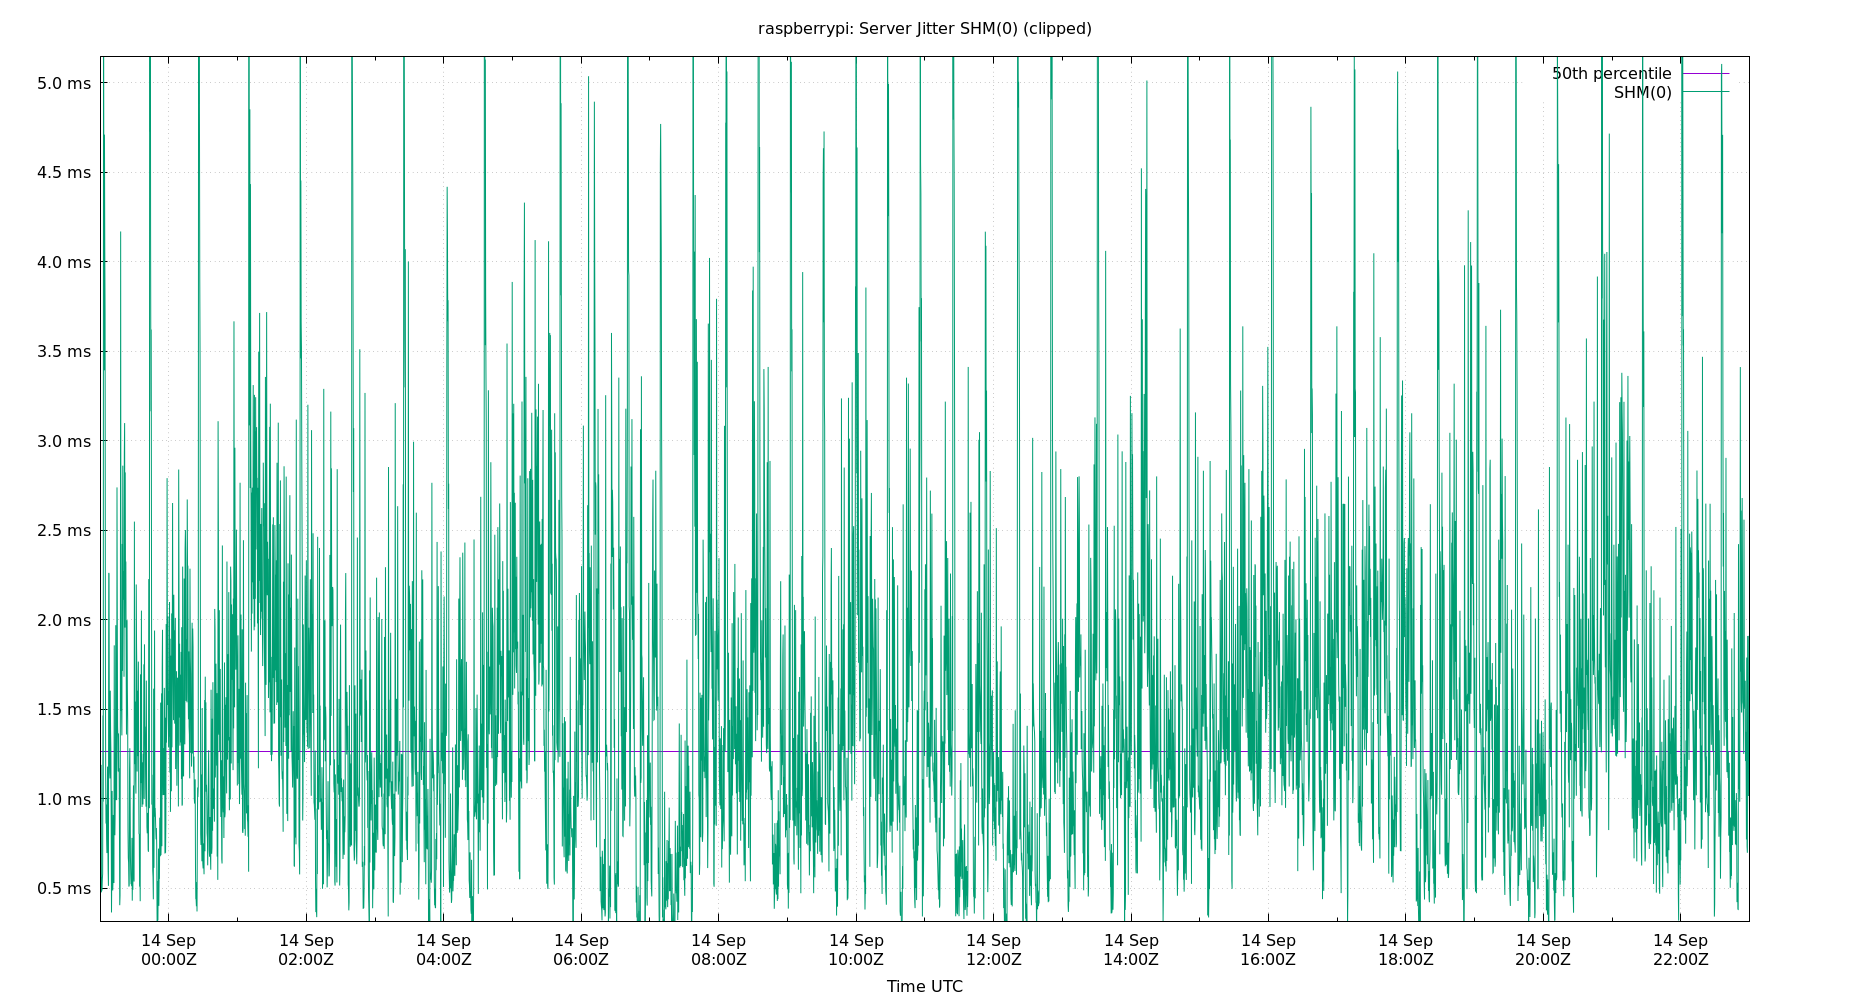 raspberrypi: Server Jitter SHM(0) (clipped)
50th percentile
SHM(0)
5.0 ms
4.5 ms
4.0 ms
3.5 ms
3.0 ms
2.5 ms
2.0 ms
1.5 ms
1.0 ms
0.5 ms
14 Sep 14 Sep 14 Sep 14 Sep 14 Sep 14 Sep 14 Sep 14 Sep 14 Sep 14 Sep 14 Sep 14 Sep
00:00Z 02:00Z 04:00Z 06:00Z 08:00Z 10:00Z 12:00Z 14:00Z 16:00Z 18:00Z 20:00Z 22:00Z
Time UTC